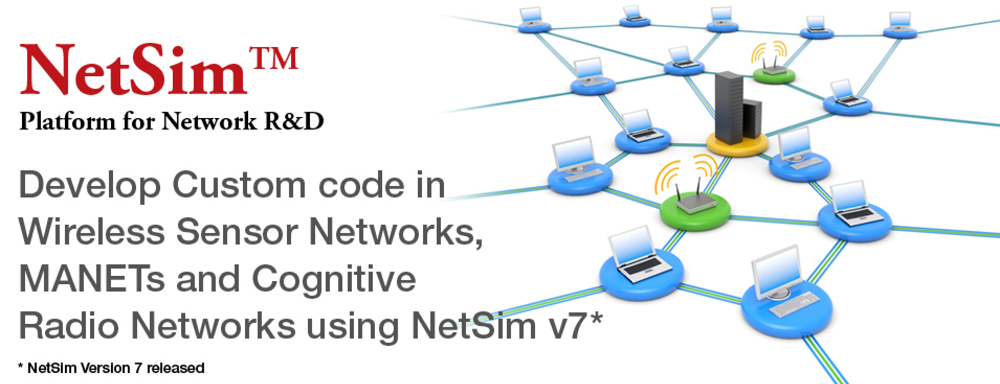 NetSim™
Platform for Network R&D
Develop Custom code in
Wireless Sensor Networks,
MANETs and Cognitive
Radio Networks using NetSim v7*
* NetSim Version 7 released